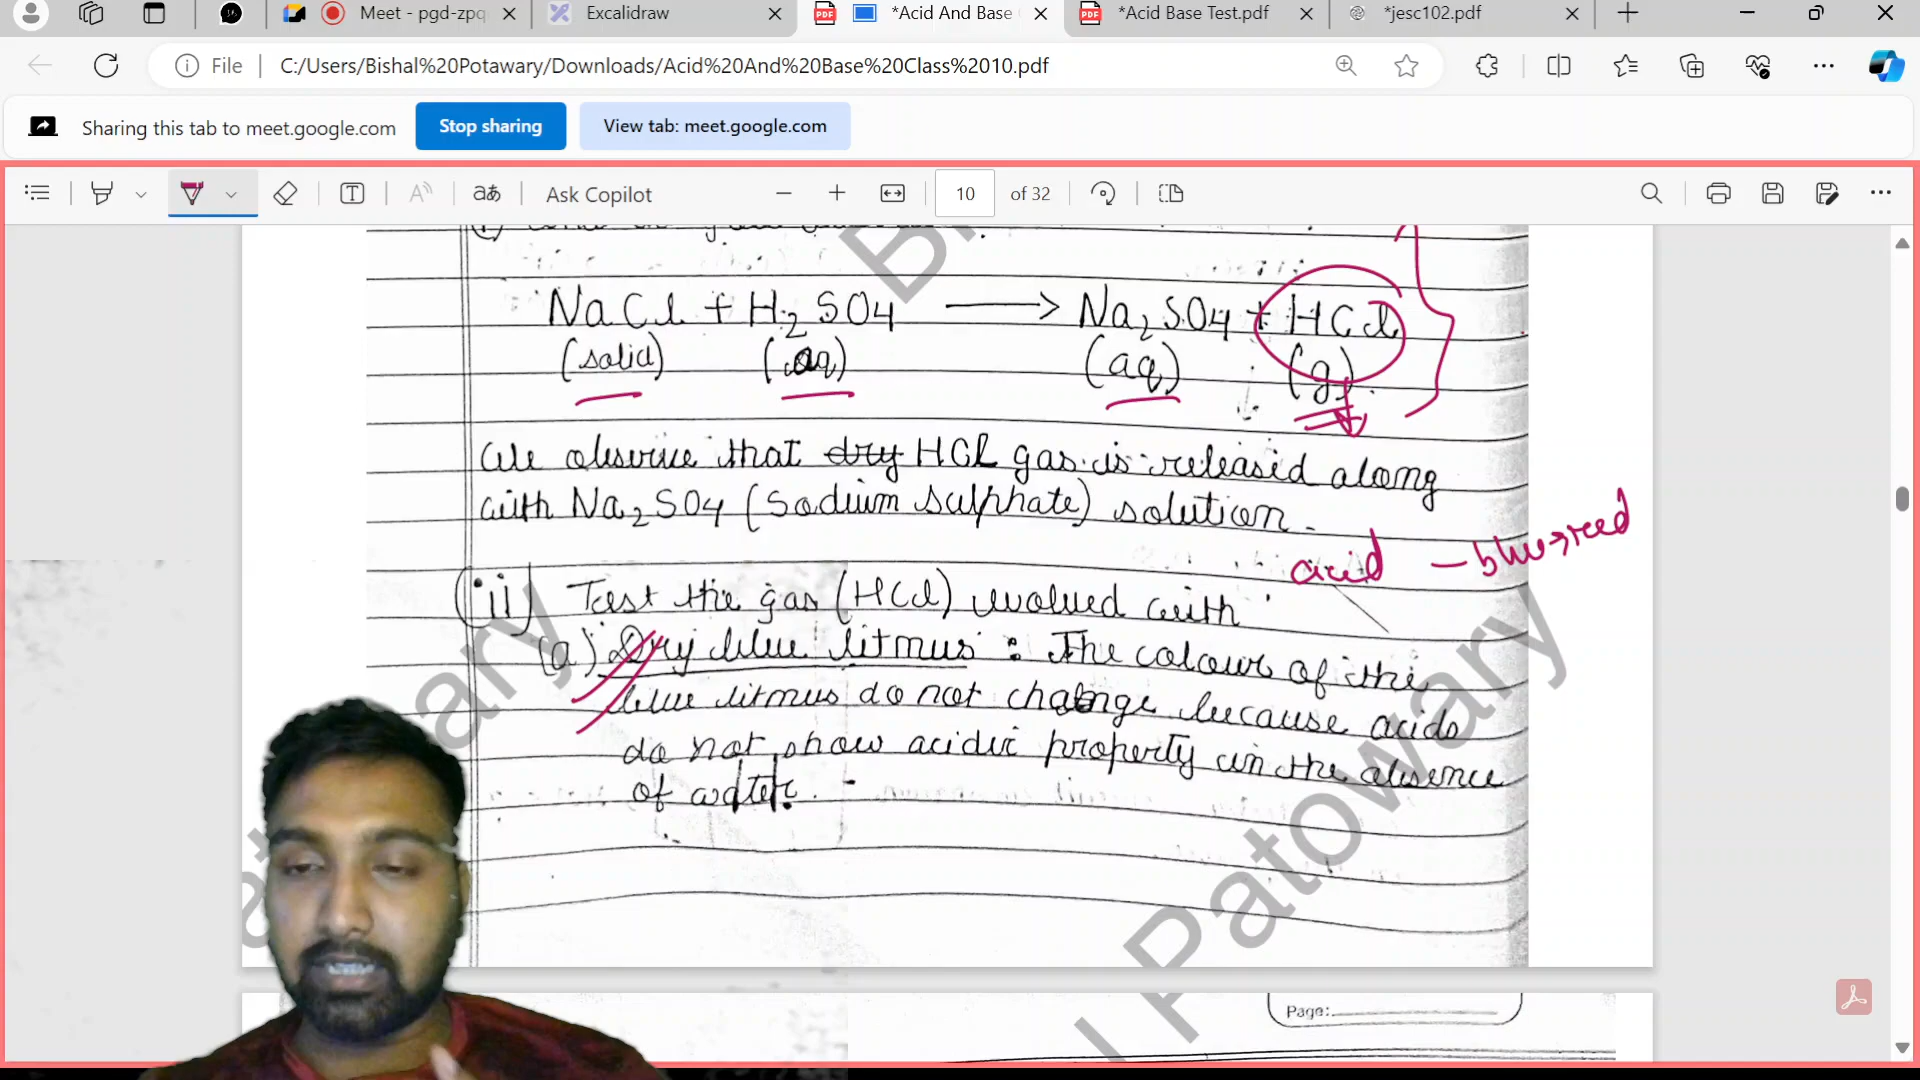 Meet - pgd-zpq
Excalidraw
*Acid And Base
*Acid Base Test.pdf
*jesc102.pdf
File
C:/Users/Bishal%20Potawary/Downloads/Acid%20And%20Base%20Class%2010.pdf
Sharing this tab to meet.google.com
Stop sharing
View tab: meet.google.com
Ask Copilot
10 of 32
NaCl + H2SO4 → Na2SO4 + HCl
(solid) (aq) (aq) (g)
We observe that dry HCl gas is released along
with Na2SO4 (Sodium sulphate) solution.
acid - blue→red
(ii) Test the gas (HCl) evolved with
(a) Dry blue litmus : The colour of the
blue litmus do not change because acids
do not show acidic property in the absence
of water.
Patowary
Page: